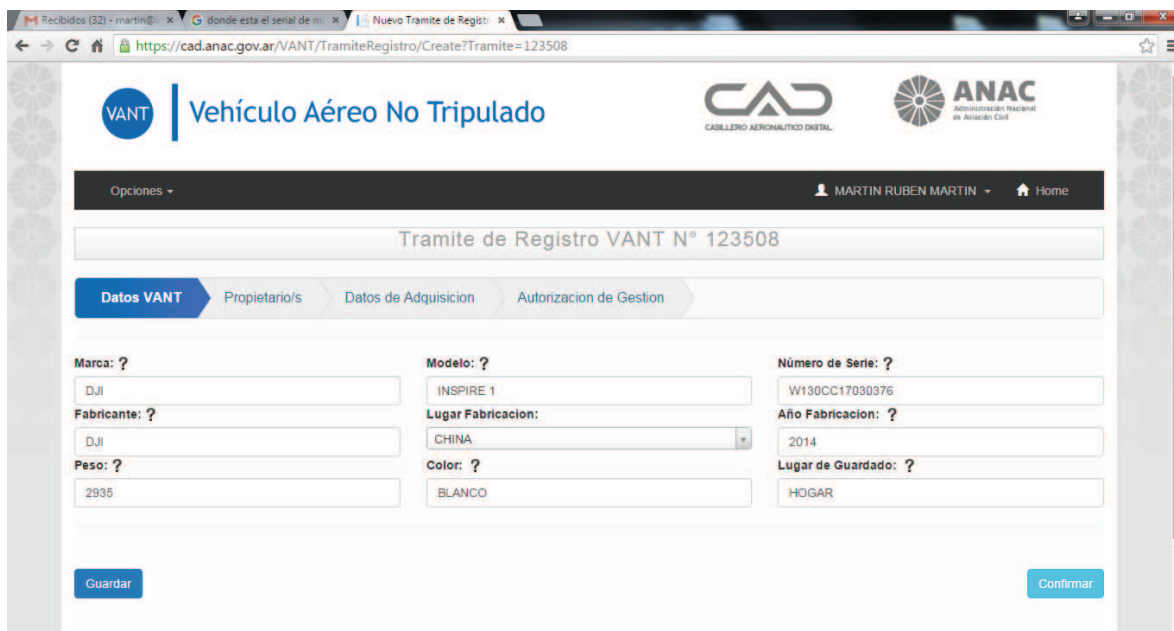 Recibidos (32) - martin@
donde esta el serial de mi
Nuevo Tramite de Registr
https://cad.anac.gov.ar/VANT/TramiteRegistro/Create?Tramite=123508
VANT
Vehículo Aéreo No Tripulado
CAD
CASILLERO AERONAUTICO DIGITAL
ANAC
Administración Nacional
de Aviación Civil
Opciones
MARTIN RUBEN MARTIN
Home
Tramite de Registro VANT N° 123508
Datos VANT
Propietario/s
Datos de Adquisicion
Autorizacion de Gestion
Marca: ?
Modelo: ?
Número de Serie: ?
DJI
INSPIRE 1
W130CC17030376
Fabricante: ?
Lugar Fabricacion:
Año Fabricacion: ?
DJI
CHINA
2014
Peso: ?
Color: ?
Lugar de Guardado: ?
2935
BLANCO
HOGAR
Guardar
Confirmar